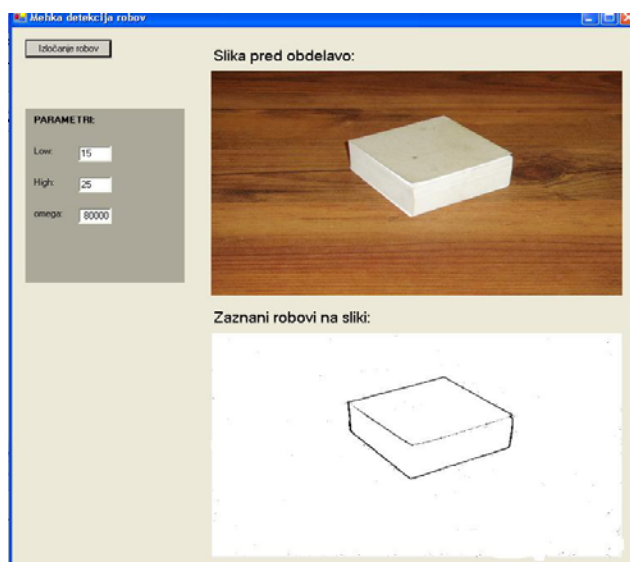 Mehka detekcija robov
Izločanje robov
Slika pred obdelavo:
PARAMETRI:
Low: 15
High: 25
omega: 80000
Zaznani robovi na sliki: